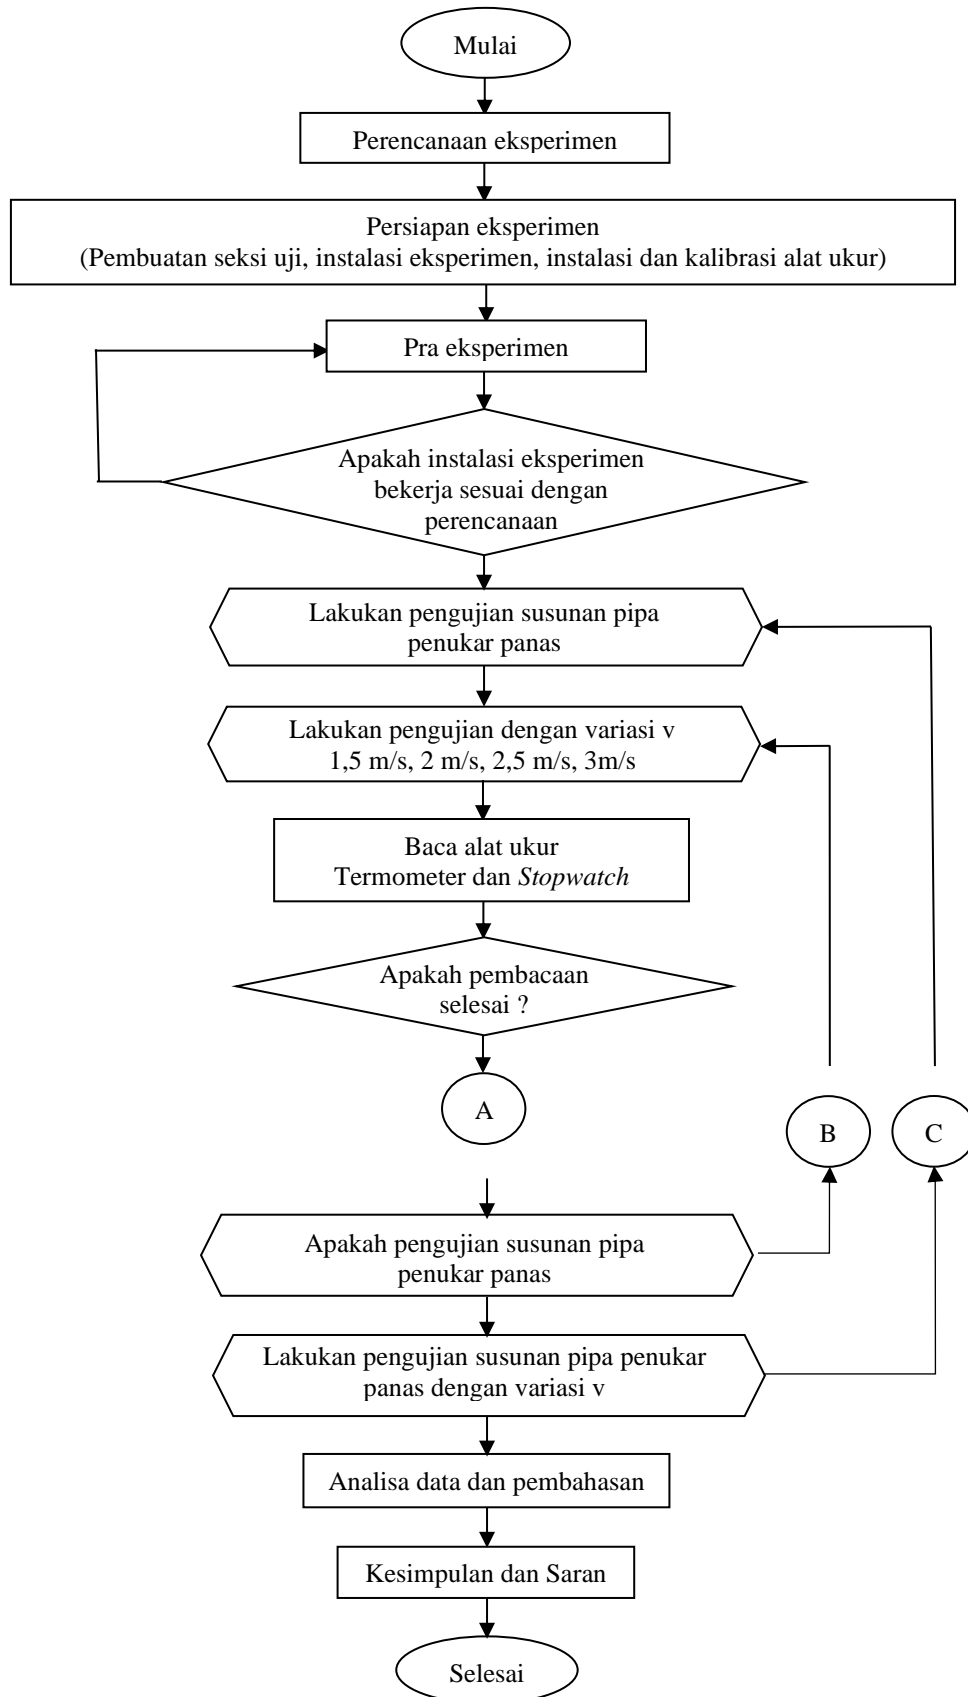 Mulai
Perencanaan eksperimen
Persiapan eksperimen
(Pembuatan seksi uji, instalasi eksperimen, instalasi dan kalibrasi alat ukur)
Pra eksperimen
Apakah instalasi eksperimen
bekerja sesuai dengan
perencanaan
Lakukan pengujian susunan pipa
penukar panas
Lakukan pengujian dengan variasi v
1,5 m/s, 2 m/s, 2,5 m/s, 3m/s
Baca alat ukur
Termometer dan Stopwatch
Apakah pembacaan
selesai ?
A
B
C
Apakah pengujian susunan pipa
penukar panas
Lakukan pengujian susunan pipa penukar
panas dengan variasi v
Analisa data dan pembahasan
Kesimpulan dan Saran
Selesai